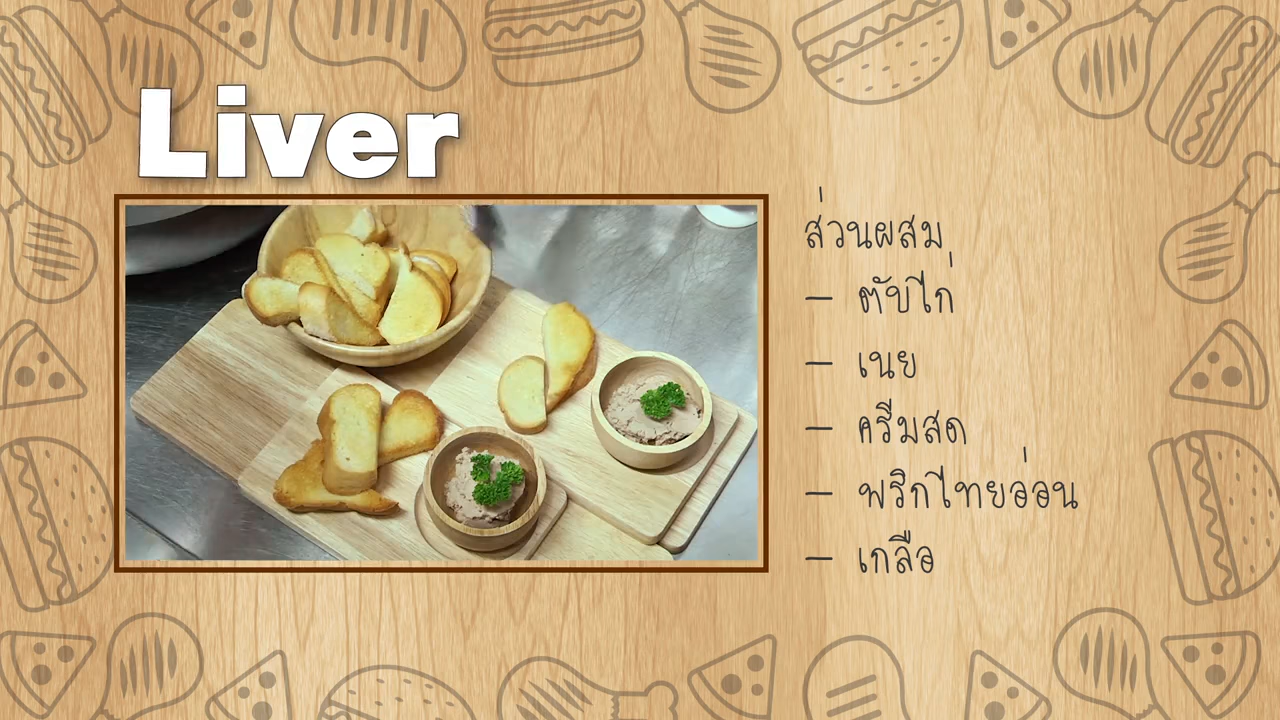 Liver
ส่วนผสม
– ตับไก่
– เนย
– ครีมสด
– พริกไทยอ่อน
– เกลือ